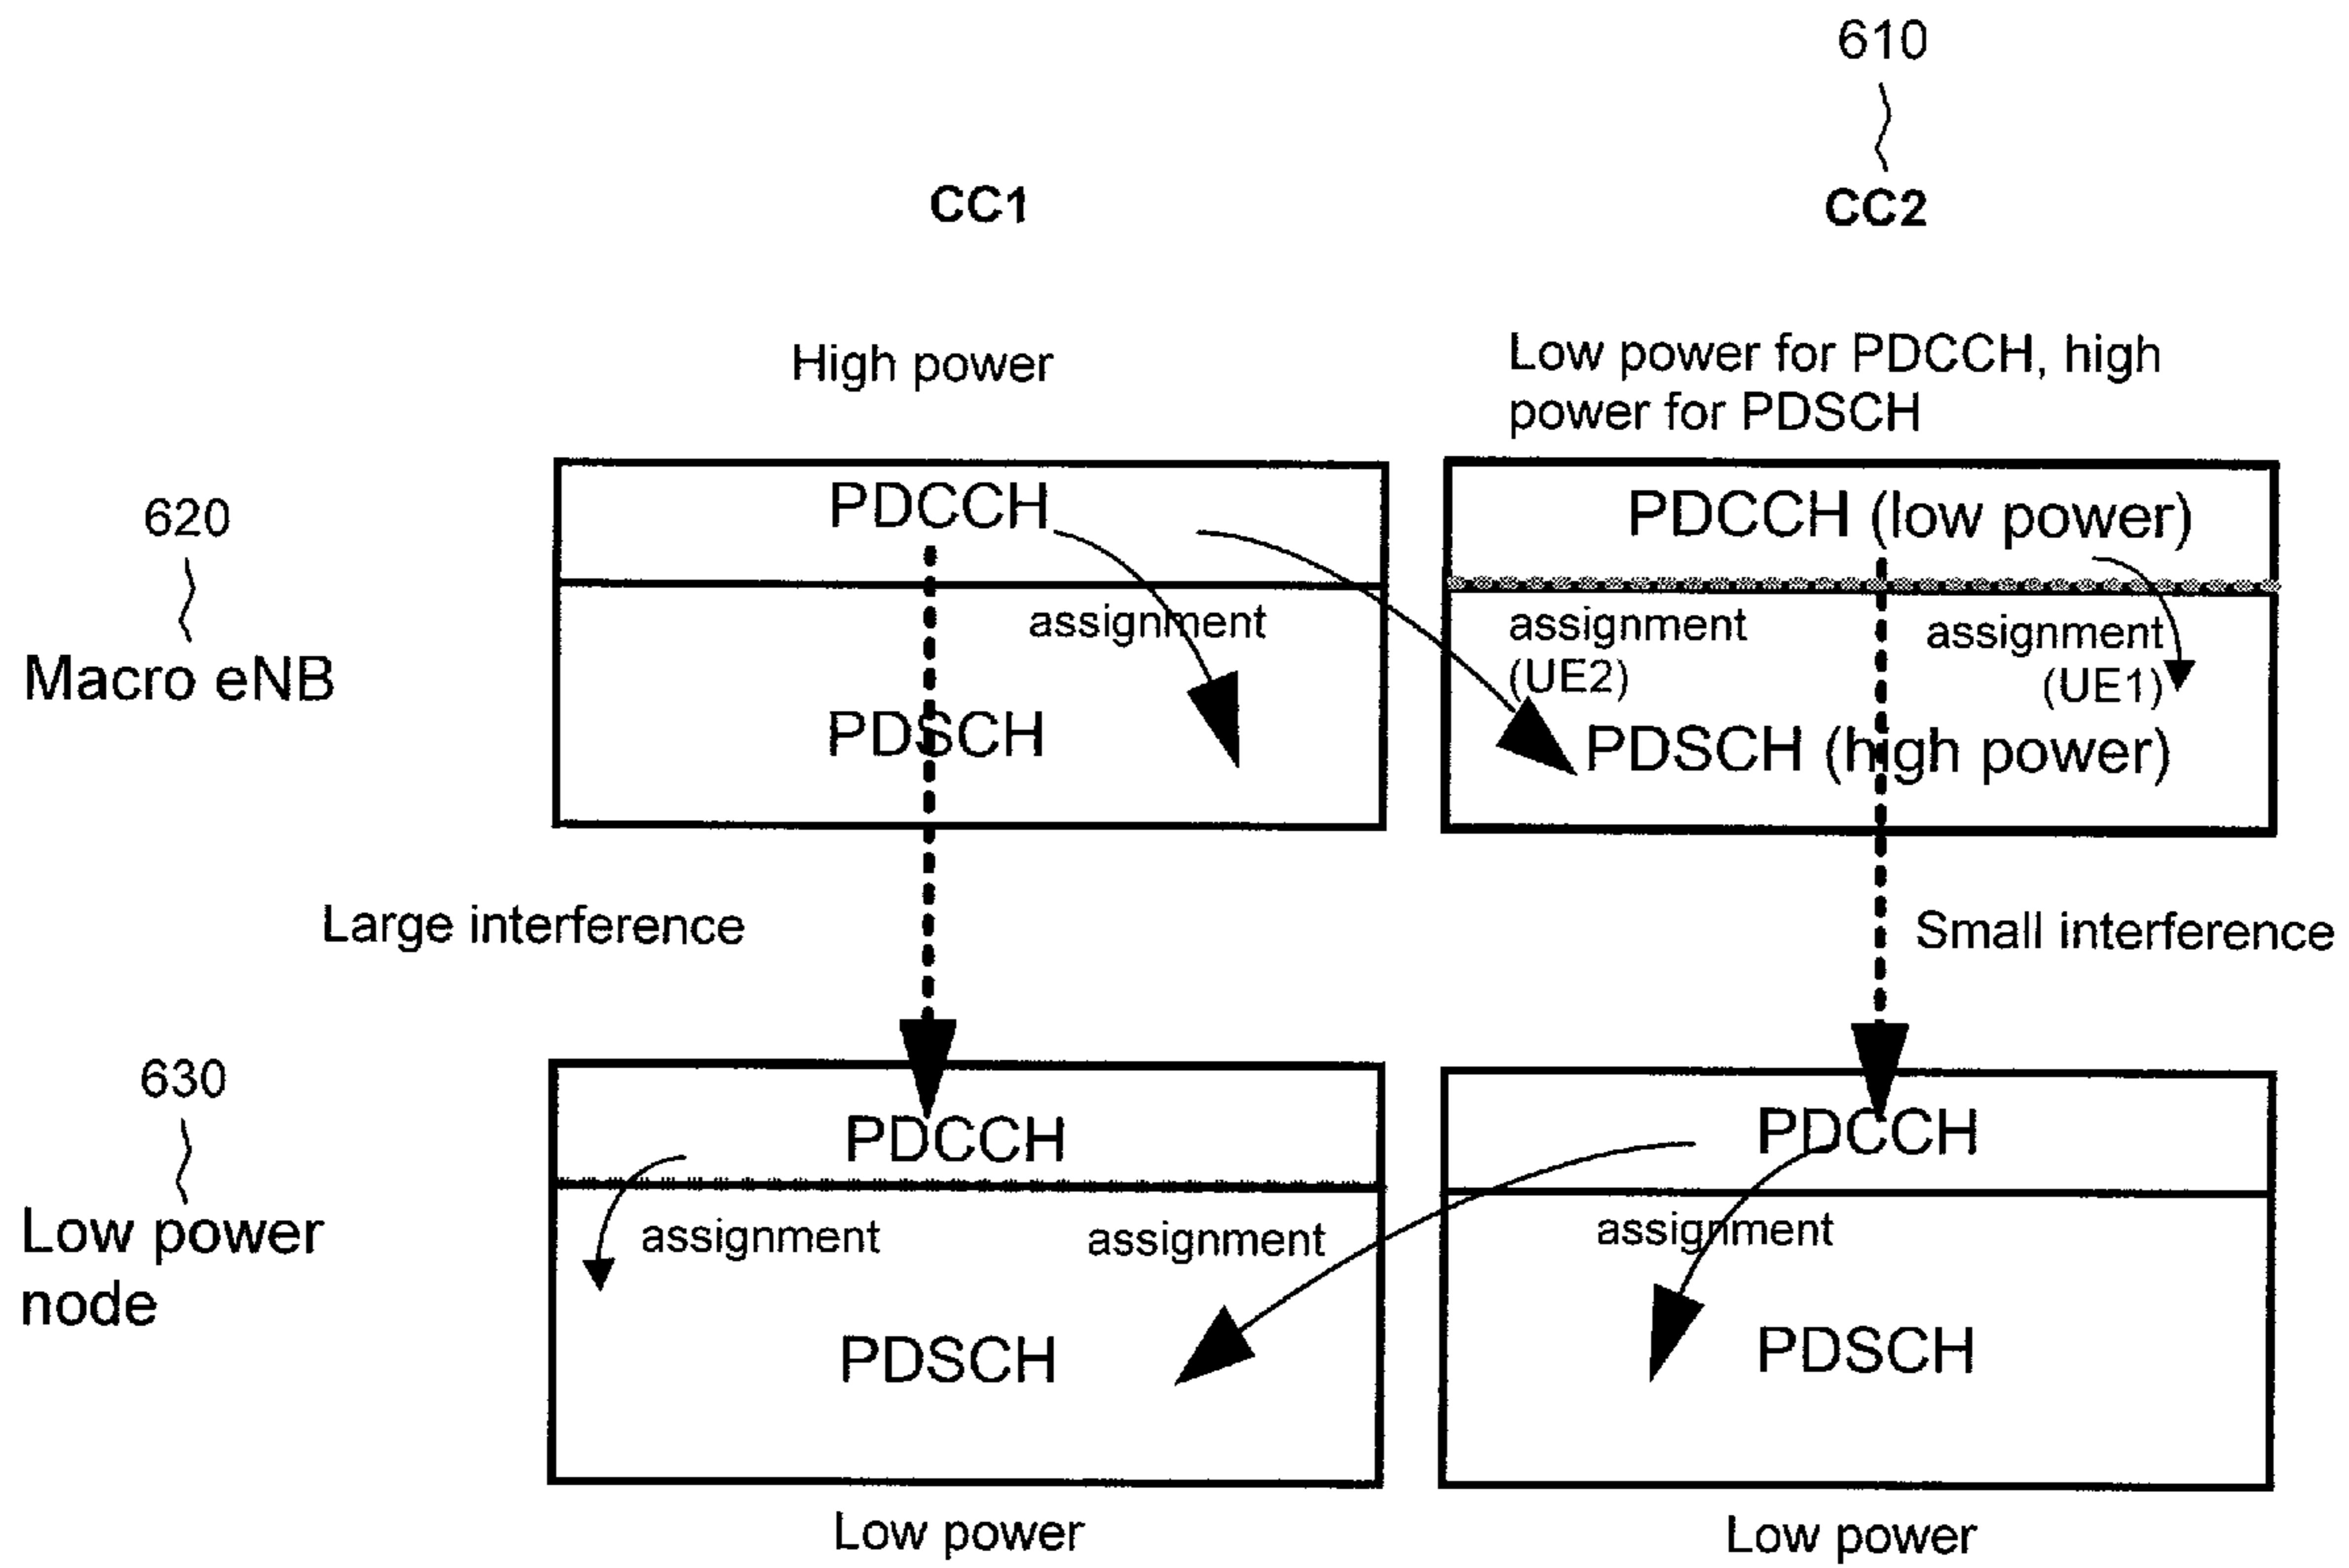 610
CC1
CC2
High power
Low power for PDCCH, high
power for PDSCH
620
Macro eNB
PDCCH
assignment
PDSCH
PDCCH (low power)
assignment
(UE2)
assignment
(UE1)
PDSCH (high power)
Large interference
Small interference
630
Low power
node
PDCCH
assignment
assignment
PDSCH
PDCCH
assignment
PDSCH
Low power
Low power